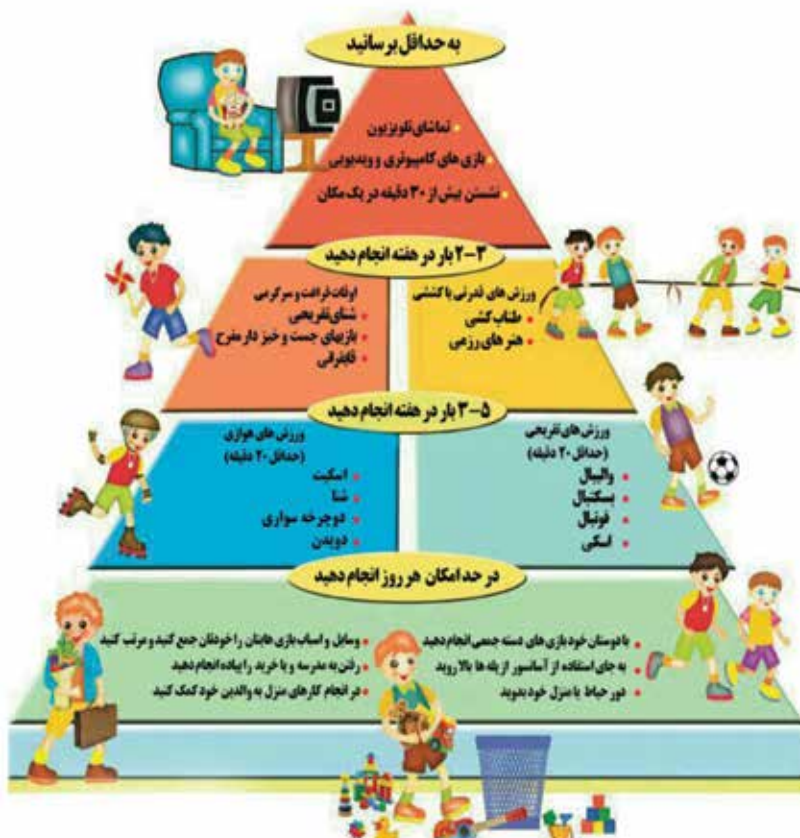 به حداقل برسانید
• تماشای تلویزیون
• بازی های کامپیوتری و ویدیویی
• نشستن بیش از ۳۰ دقیقه در یک مکان
۲-۳ بار در هفته انجام دهید
ورزش های قدرتی یا کششی
• طناب کشی
• هنر های رزمی
اوقات فراغت و سرگرمی
• شنای تفریحی
• بازیهای جست و خیز دار مفرح
• قایقرانی
۳-۵ بار در هفته انجام دهید
ورزش های تفریحی
(حداقل ۲۰ دقیقه)
• والیبال
• بسکتبال
• فوتبال
• اسکی
ورزش های هوازی
(حداقل ۲۰ دقیقه)
• اسکیت
• شنا
• دوچرخه سواری
• دویدن
در حد امکان هر روز انجام دهید
• با دوستان خود بازی های دسته جمعی انجام دهید
• به جای استفاده از آسانسور از پله ها بالا روید
• دور حیاط یا منزل خود بدوید
• وسایل و اسباب بازی هایتان را خودتان جمع کنید و مرتب کنید
• رفتن به مدرسه و یا خرید را پیاده انجام دهید
• در انجام کارهای منزل به والدین خود کمک کنید